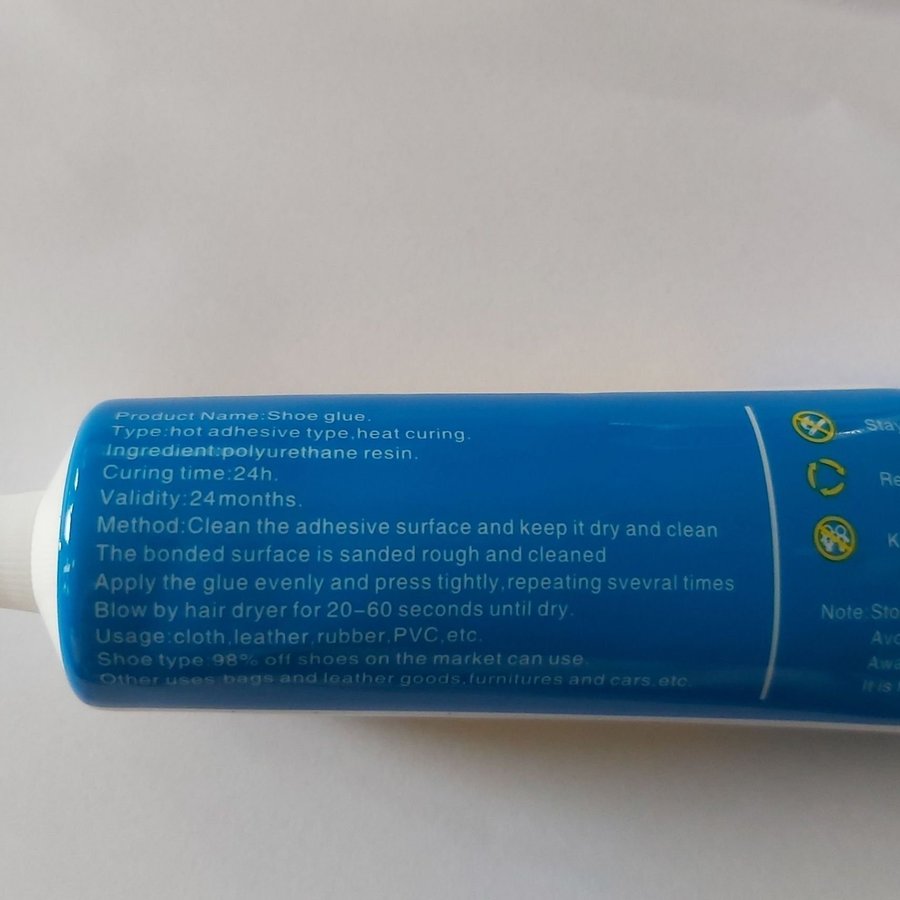 Product Name:Shoe glue.
Type:hot adhesive type,heat curing.
Ingredient:polyurethane resin.
Curing time:24h.
Validity:24months.
Method:Clean the adhesive surface and keep it dry and clean
The bonded surface is sanded rough and cleaned
Apply the glue evenly and press tightly,repeating svevral times
Blow by hair dryer for 20-60 seconds until dry.
Usage:cloth,leather,rubber,PVC,etc.
Shoe type:98% off shoes on the market can use.
Other uses bags and leather goods,furnitures and cars,etc.
Re
K
Note:Sto
It is